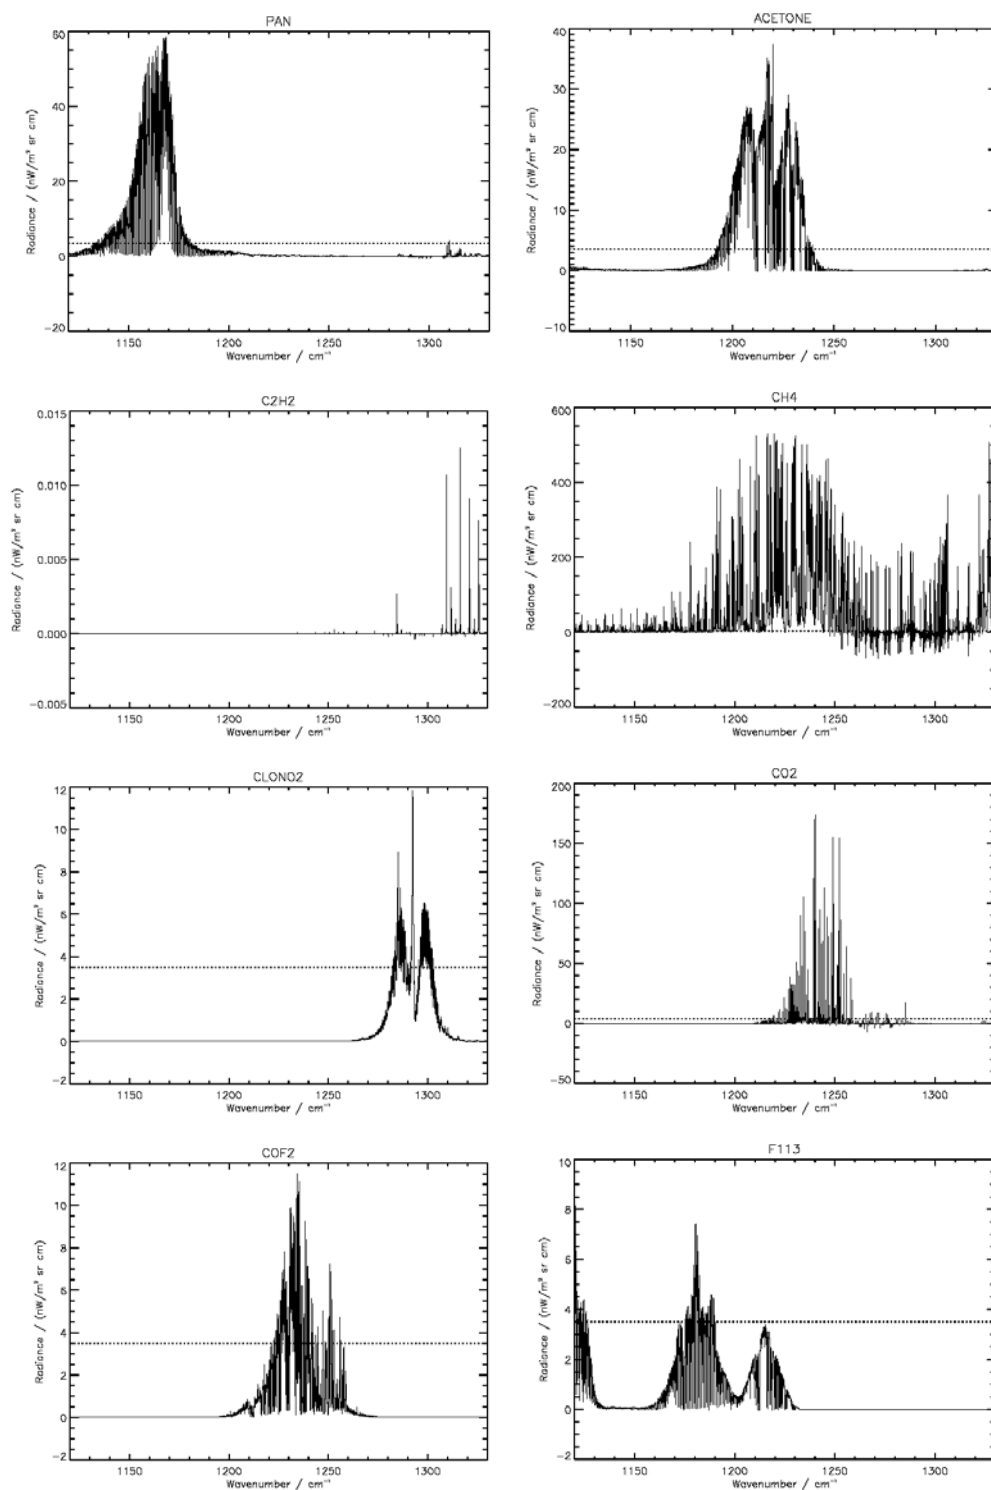 PAN
60
40
20
0
−20
Radiance / (nW/m² sr cm)
1150 1200 1250 1300
Wavenumber / cm⁻¹
ACETONE
40
30
20
10
0
−10
Radiance / (nW/m² sr cm)
1150 1200 1250 1300
Wavenumber / cm⁻¹
C2H2
0.015
0.010
0.005
0.000
−0.005
Radiance / (nW/m² sr cm)
1150 1200 1250 1300
Wavenumber / cm⁻¹
CH4
600
400
200
0
−200
Radiance / (nW/m² sr cm)
1150 1200 1250 1300
Wavenumber / cm⁻¹
CLONO2
12
10
8
6
4
2
0
−2
Radiance / (nW/m² sr cm)
1150 1200 1250 1300
Wavenumber / cm⁻¹
CO2
200
150
100
50
0
−50
Radiance / (nW/m² sr cm)
1150 1200 1250 1300
Wavenumber / cm⁻¹
COF2
12
10
8
6
4
2
0
−2
Radiance / (nW/m² sr cm)
1150 1200 1250 1300
Wavenumber / cm⁻¹
F113
10
8
6
4
2
0
−2
Radiance / (nW/m² sr cm)
1150 1200 1250 1300
Wavenumber / cm⁻¹